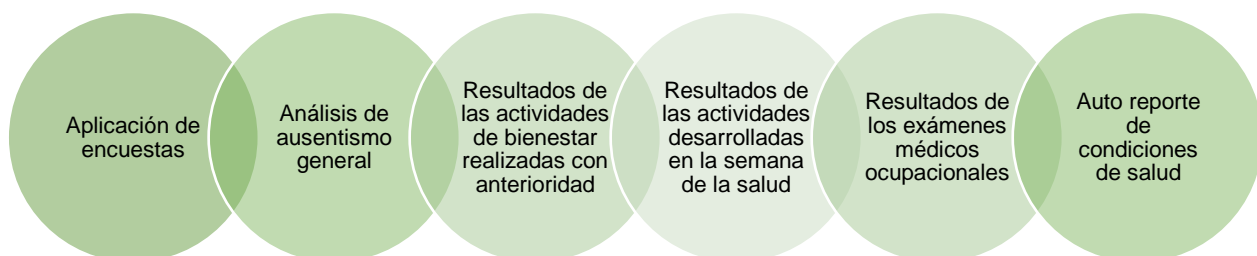 Aplicación de
encuestas
Análisis de
ausentismo
general
Resultados de
las actividades
de bienestar
realizadas con
anterioridad
Resultados de
las actividades
desarrolladas
en la semana
de la salud
Resultados de
los exámenes
médicos
ocupacionales
Auto reporte
de
condiciones
de salud